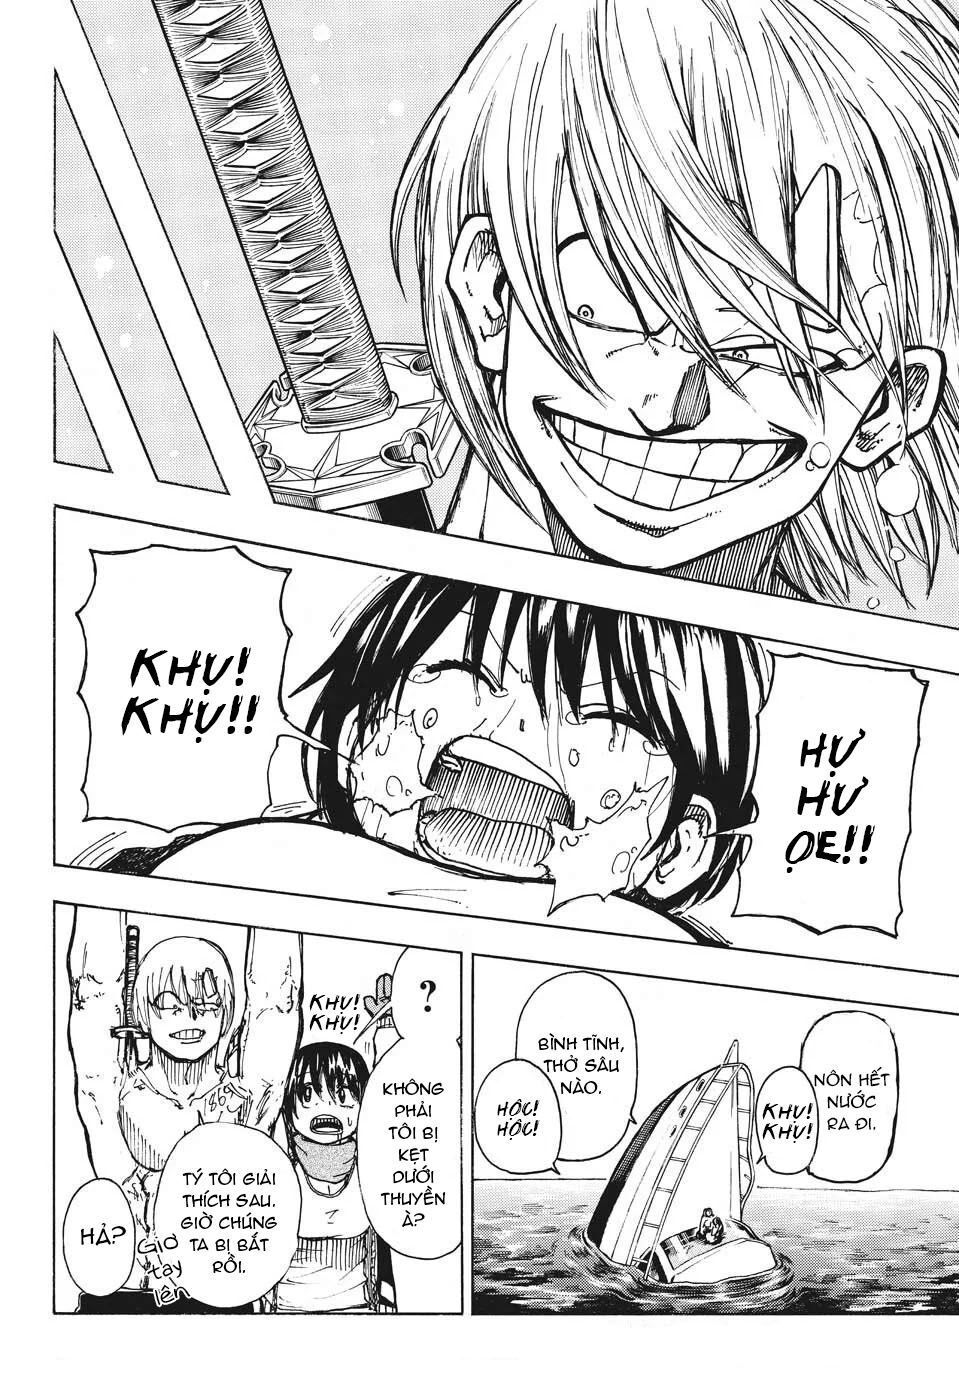 HỰ
HƯ
ỌE!!
KHỤ!
KHỤ!!
NÔN HẾT
NƯỚC
RA ĐI.
KHỤ!
KHỤ!
BÌNH TĨNH,
THỞ SÂU
NÀO.
HỘC!
HỘC!
?
KHÔNG
PHẢI
TÔI BỊ
KẸT
DƯỚI
THUYỀN
À?
KHỤ!
KHỤ!
869
TÝ TÔI GIẢI
THÍCH SAU.
GIỜ CHÚNG
TA BỊ BẮT
RỒI.
HẢ?
Giơ
tay
lên